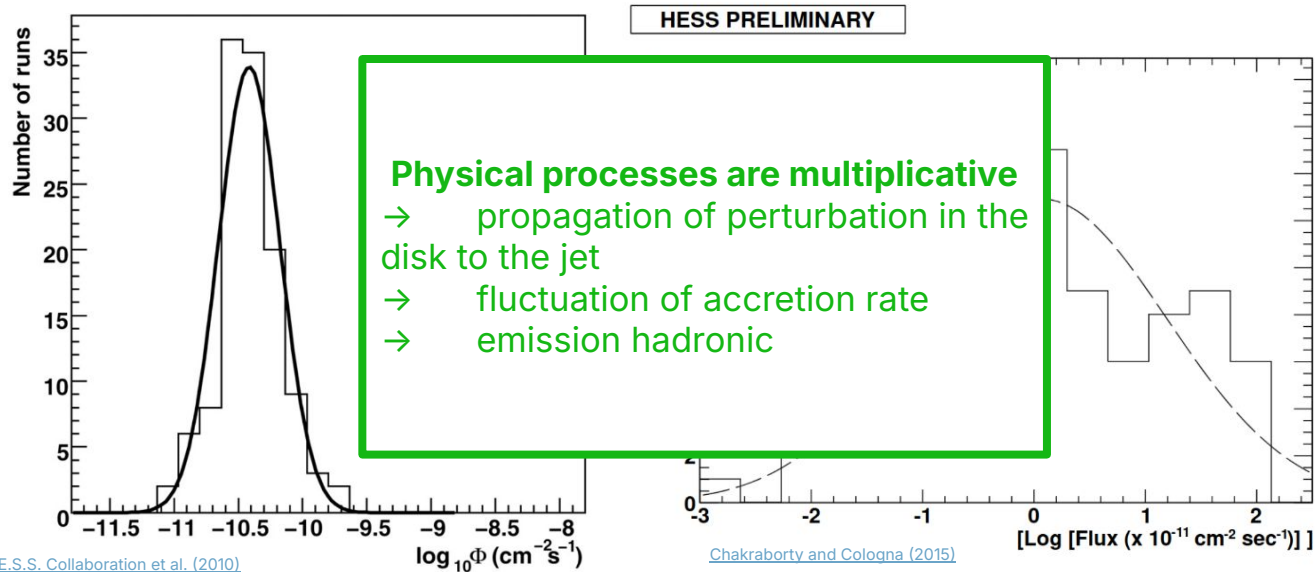 HESS PRELIMINARY
Number of runs
35
30
25
20
15
10
5
0
−11.5 −11 −10.5 −10 −9.5 −9 −8.5 −8
log₁₀Φ (cm⁻²s⁻¹)
E.S.S. Collaboration et al. (2010)
Physical processes are multiplicative
→ propagation of perturbation in the
disk to the jet
→ fluctuation of accretion rate
→ emission hadronic
2
0
-3 -2 -1 0 1 2
[Log [Flux (x 10⁻¹¹ cm⁻² sec⁻¹)] ]
Chakraborty and Cologna (2015)